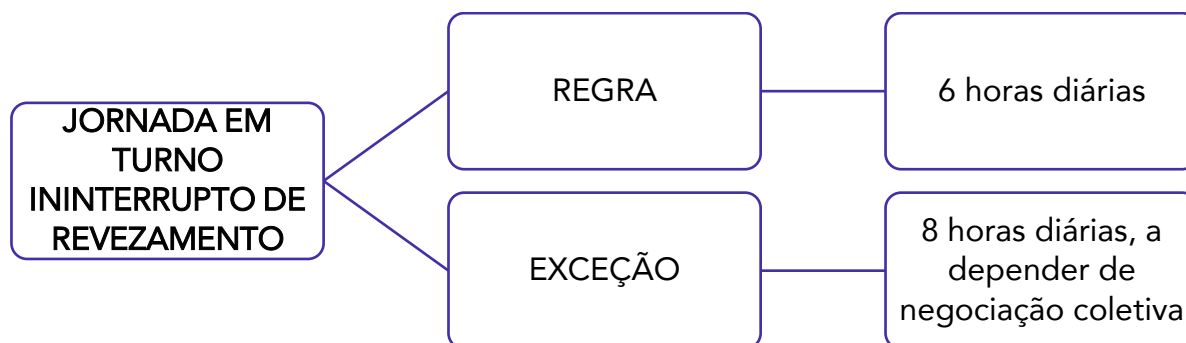 JORNADA EM
TURNO
ININTERRUPTO DE
REVEZAMENTO
REGRA
6 horas diárias
EXCEÇÃO
8 horas diárias, a
depender de
negociação coletiva